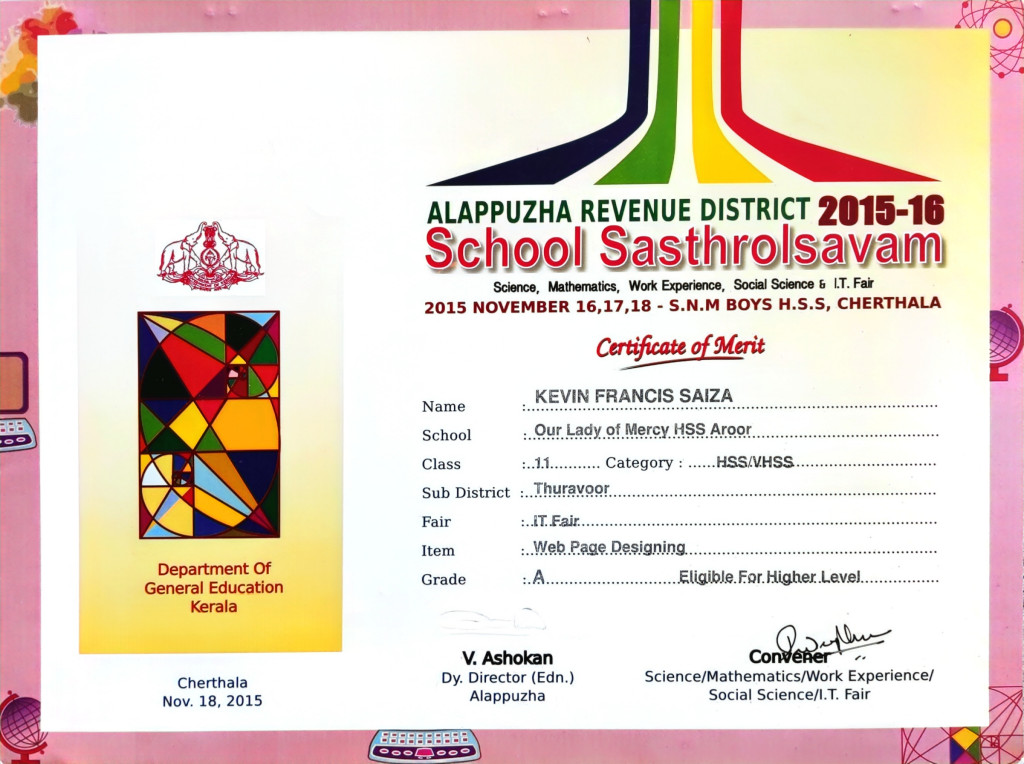 ALAPPUZHA REVENUE DISTRICT 2015-16
School Sasthrolsavam
Science, Mathematics, Work Experience, Social Science & I.T. Fair
2015 NOVEMBER 16,17,18 - S.N.M BOYS H.S.S, CHERTHALA
Certificate of Merit
Name : KEVIN FRANCIS SAIZA
School : Our Lady of Mercy HSS Aroor
Class : 11 Category : HSS/VHSS
Sub District : Thuravoor
Fair : IT Fair
Item : Web Page Designing
Grade : A Eligible For Higher Level
Department Of
General Education
Kerala
Cherthala
Nov. 18, 2015
V. Ashokan
Dy. Director (Edn.)
Alappuzha
Convener
Science/Mathematics/Work Experience/
Social Science/I.T. Fair